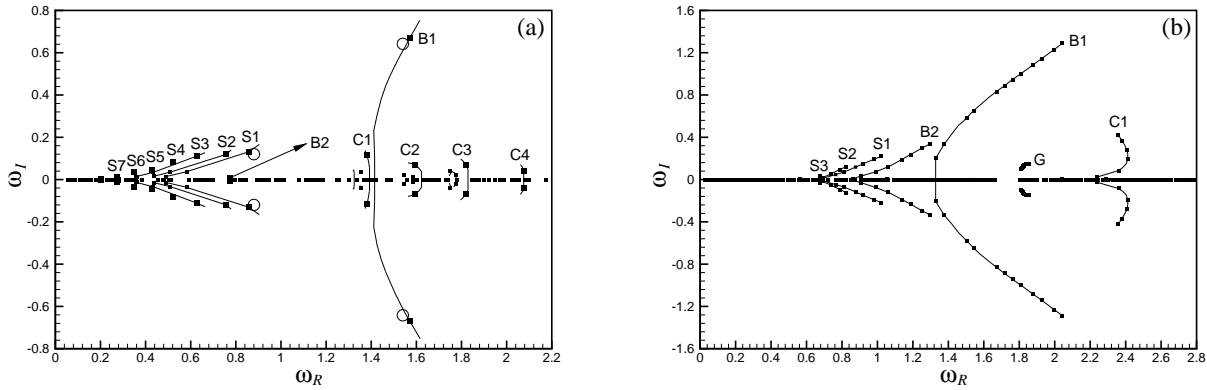 (a)
B1
S1
S2
S3
S4
S5
S6
S7
B2
C1
C2
C3
C4
0.8
0.6
0.4
0.2
0
-0.2
-0.4
-0.6
-0.8
ω_I
0 0.2 0.4 0.6 0.8 1 1.2 1.4 1.6 1.8 2 2.2
ω_R
(b)
B1
C1
B2
S1
S2
S3
G
1.6
1.2
0.8
0.4
0
-0.4
-0.8
-1.2
-1.6
ω_I
0 0.2 0.4 0.6 0.8 1 1.2 1.4 1.6 1.8 2 2.2 2.4 2.6 2.8
ω_R